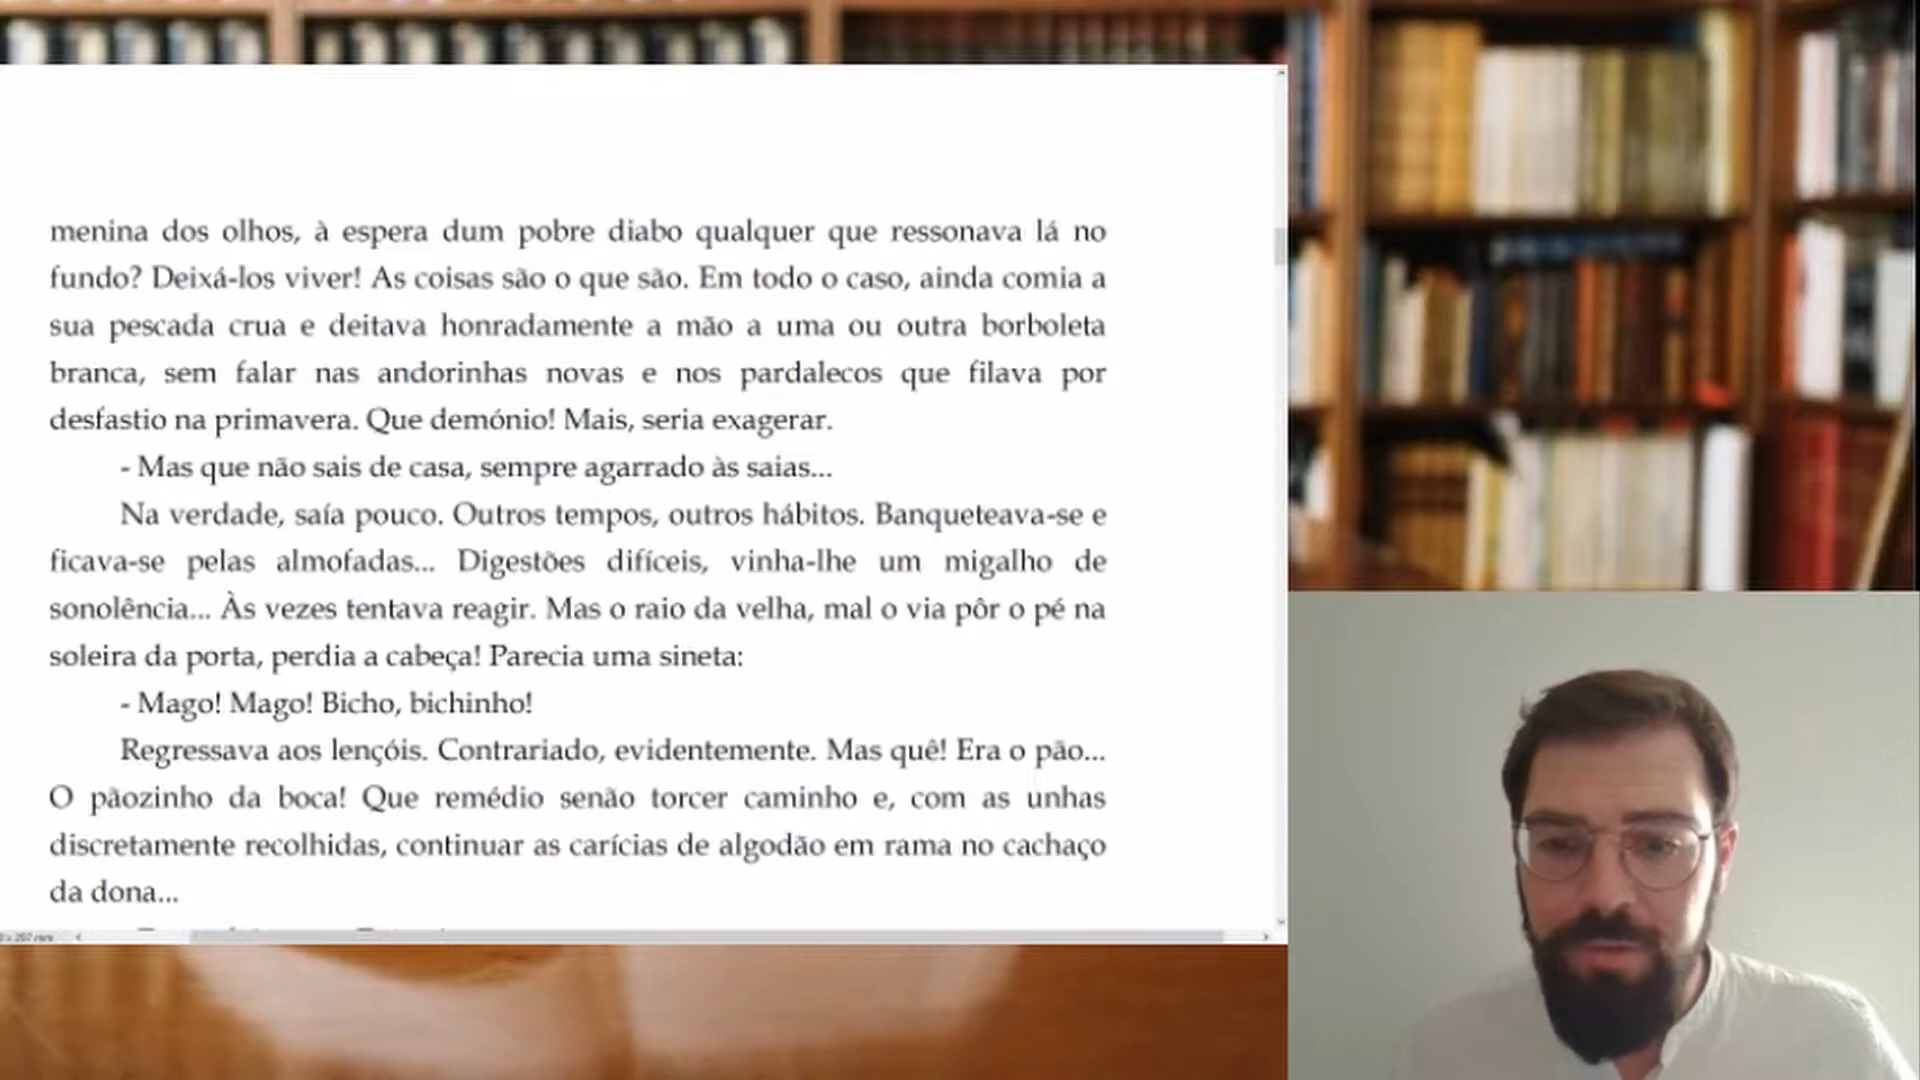 menina dos olhos, à espera dum pobre diabo qualquer que ressonava lá no
fundo? Deixá-los viver! As coisas são o que são. Em todo o caso, ainda comia a
sua pescada crua e deitava honradamente a mão a uma ou outra borboleta
branca, sem falar nas andorinhas novas e nos pardalecos que filava por
desfastio na primavera. Que demónio! Mais, seria exagerar.
- Mas que não sais de casa, sempre agarrado às saias...
Na verdade, saía pouco. Outros tempos, outros hábitos. Banqueteava-se e
ficava-se pelas almofadas... Digestões difíceis, vinha-lhe um migalho de
sonolência... Às vezes tentava reagir. Mas o raio da velha, mal o via pôr o pé na
soleira da porta, perdia a cabeça! Parecia uma sineta:
- Mago! Mago! Bicho, bichinho!
Regressava aos lençóis. Contrariado, evidentemente. Mas quê! Era o pão...
O pãozinho da boca! Que remédio senão torcer caminho e, com as unhas
discretamente recolhidas, continuar as carícias de algodão em rama no cachaço
da dona...